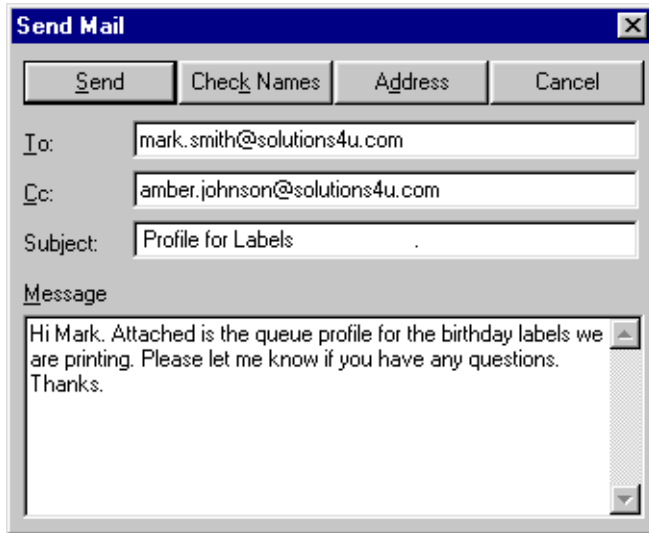 Send Mail
Send Check Names Address Cancel
To: mark.smith@solutions4u.com
Cc: amber.johnson@solutions4u.com
Subject: Profile for Labels .
Message
Hi Mark. Attached is the queue profile for the birthday labels we
are printing. Please let me know if you have any questions.
Thanks.